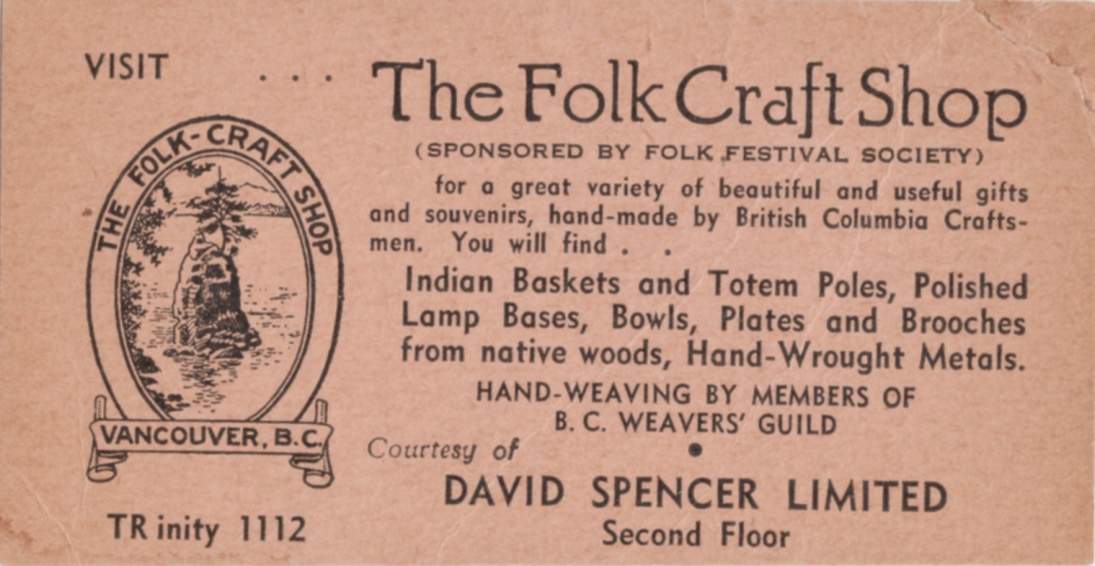 VISIT . . . The Folk Craft Shop
(SPONSORED BY FOLK FESTIVAL SOCIETY)
for a great variety of beautiful and useful gifts
and souvenirs, hand-made by British Columbia Crafts-
men. You will find . .
Indian Baskets and Totem Poles, Polished
Lamp Bases, Bowls, Plates and Brooches
from native woods, Hand-Wrought Metals.
HAND-WEAVING BY MEMBERS OF
B. C. WEAVERS' GUILD
Courtesy of
DAVID SPENCER LIMITED
Second Floor
THE FOLK-CRAFT SHOP
VANCOUVER, B.C.
TR inity 1112